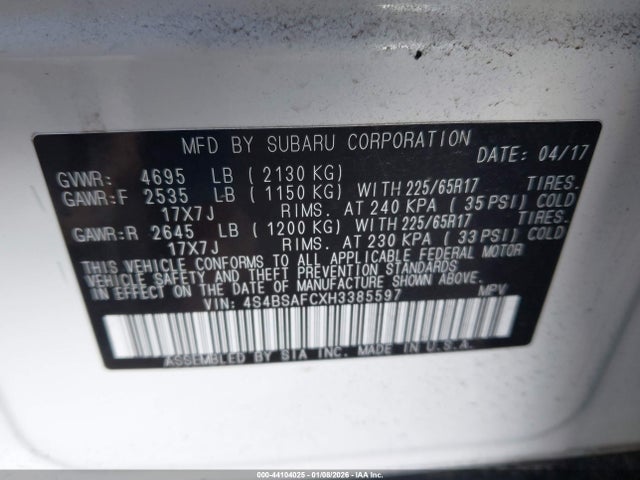 MFD BY SUBARU CORPORATION
DATE: 04/17
GVWR: 4695 LB (2130 KG)
GAWR:F 2535 LB (1150 KG) WITH 225/65R17 TIRES.
17X7J RIMS. AT 240 KPA (35 PSI) COLD
GAWR:R 2645 LB (1200 KG) WITH 225/65R17 TIRES.
17X7J RIMS. AT 230 KPA (33 PSI) COLD
THIS VEHICLE CONFORMS TO ALL APPLICABLE FEDERAL MOTOR
VEHICLE SAFETY AND THEFT PREVENTION STANDARDS
IN EFFECT ON THE DATE OF MANUFACTURE SHOWN ABOVE.
VIN: 4S4BSAFCXH3385597 MPV
ASSEMBLED BY SIA INC. MADE IN U.S.A.
000-44104025 - 01/08/2026 - IAAI.COM